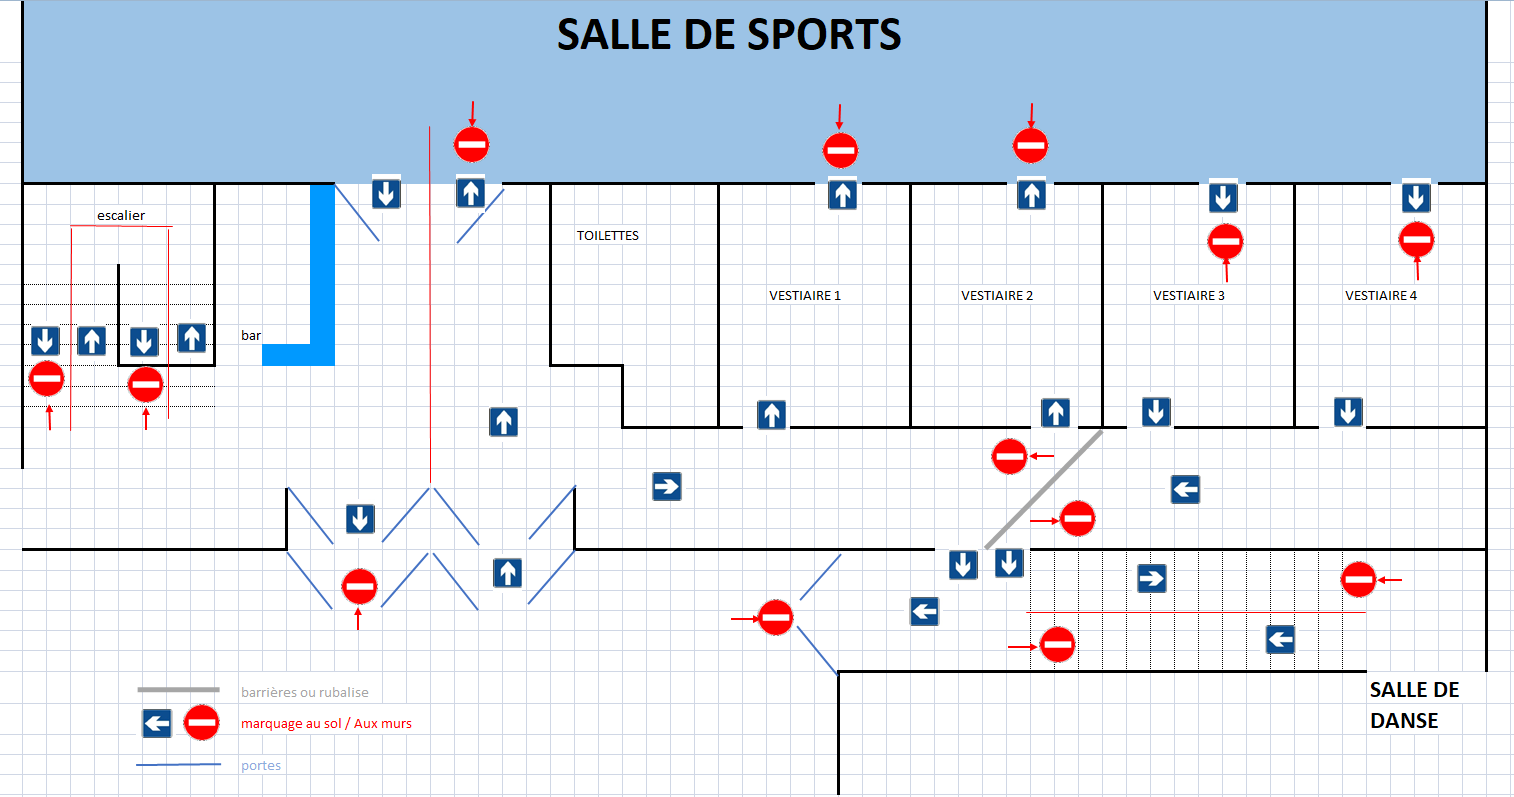 SALLE DE SPORTS
escalier
TOILETTES
VESTIAIRE 1
VESTIAIRE 2
VESTIAIRE 3
VESTIAIRE 4
bar
barrières ou rubalise
marquage au sol / Aux murs
portes
SALLE DE
DANSE